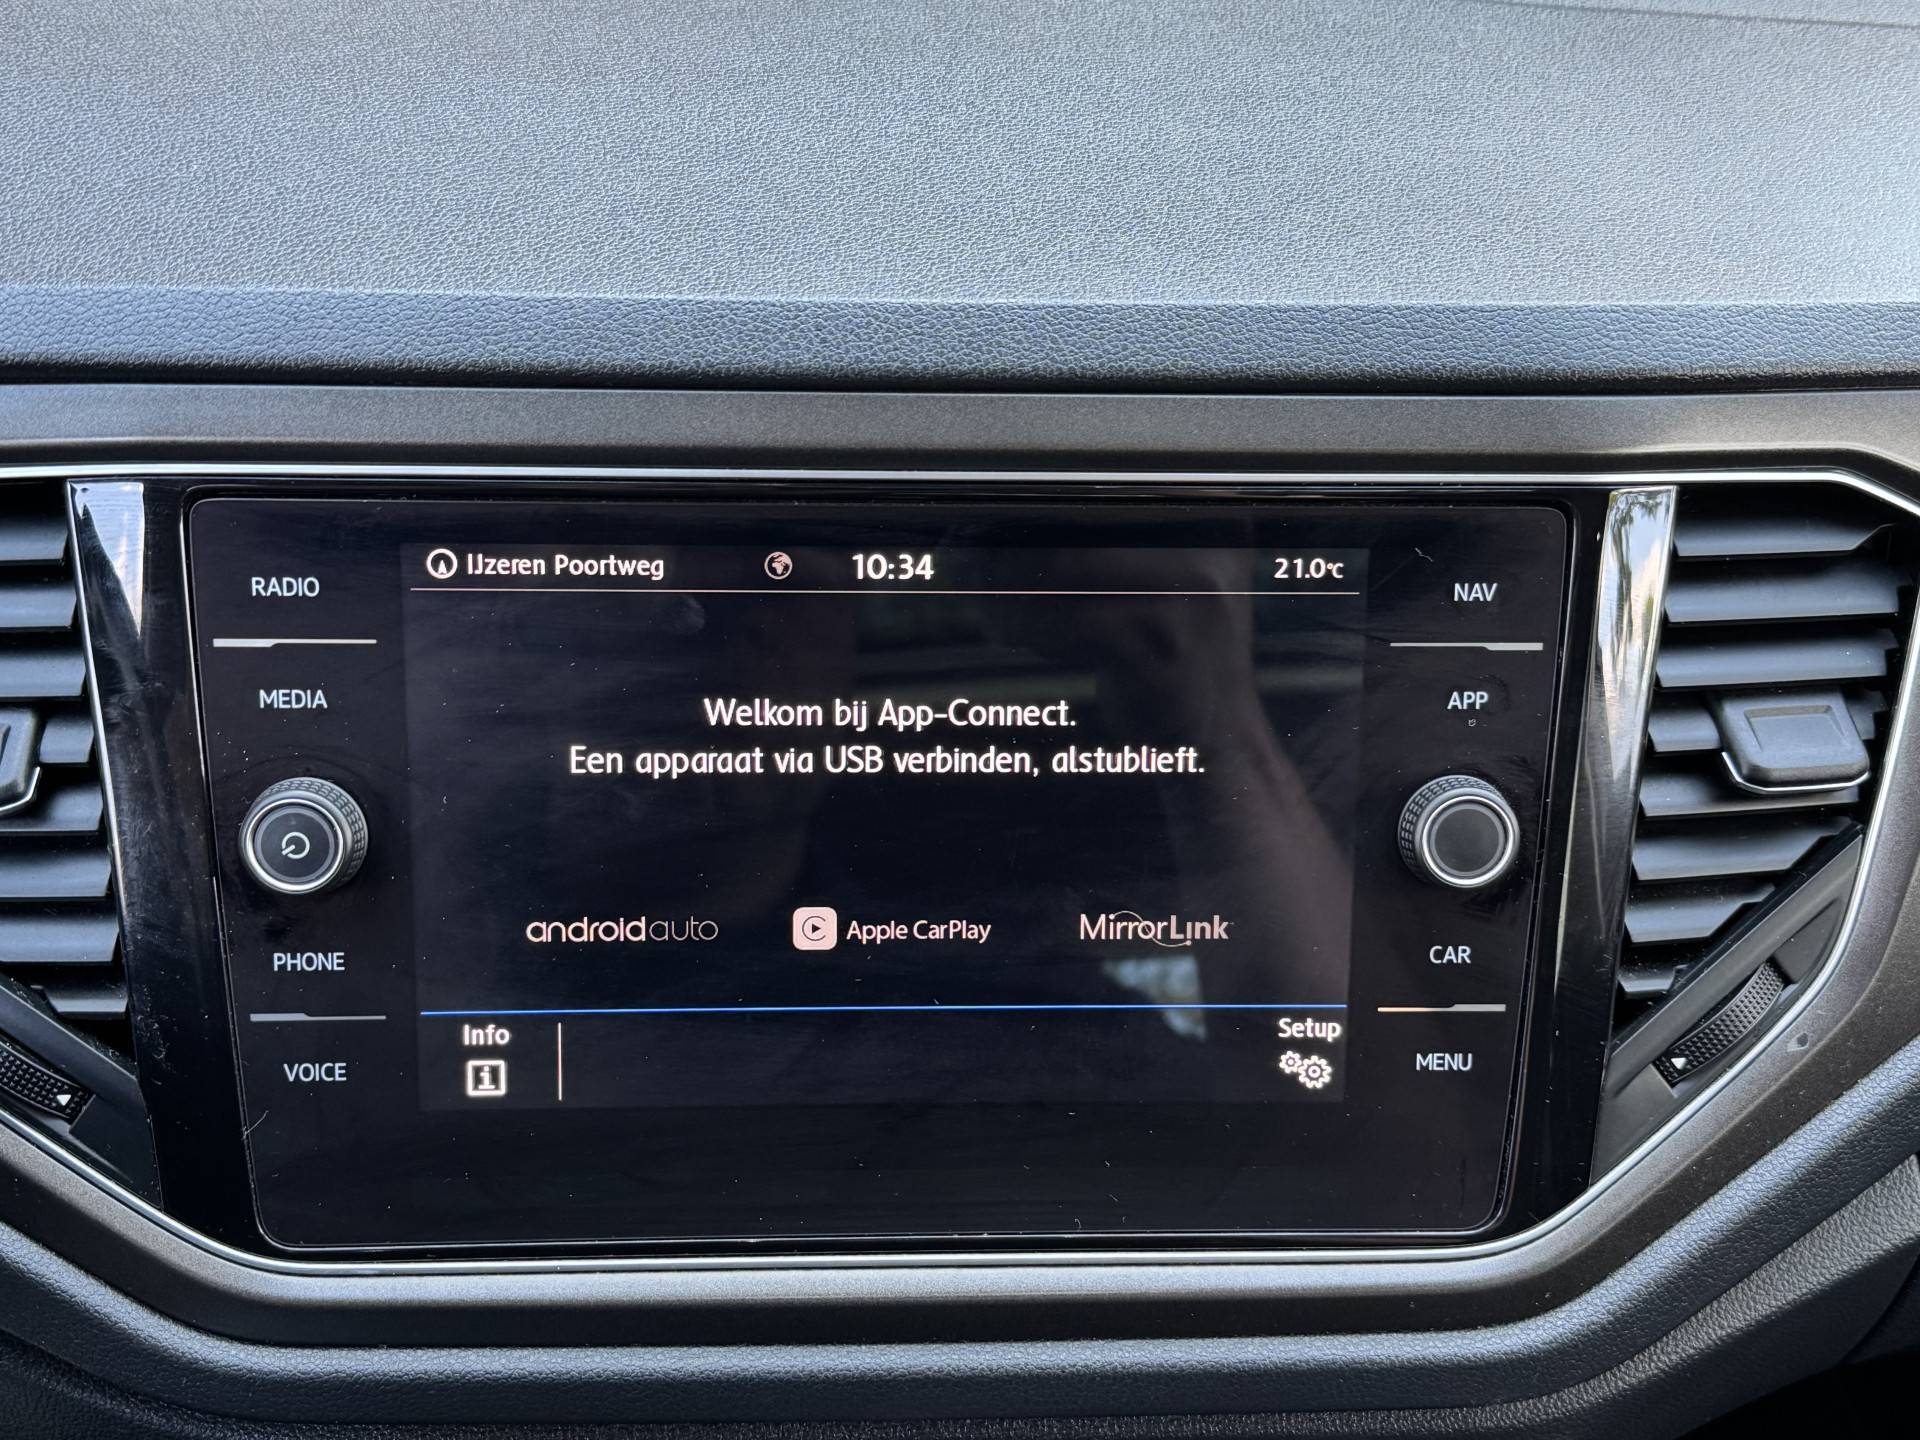 RADIO
MEDIA
PHONE
VOICE
IJzeren Poortweg 10:34 21.0°C
Welkom bij App-Connect.
Een apparaat via USB verbinden, alstublieft.
androidauto Apple CarPlay MirrorLink
Info Setup
NAV
APP
CAR
MENU